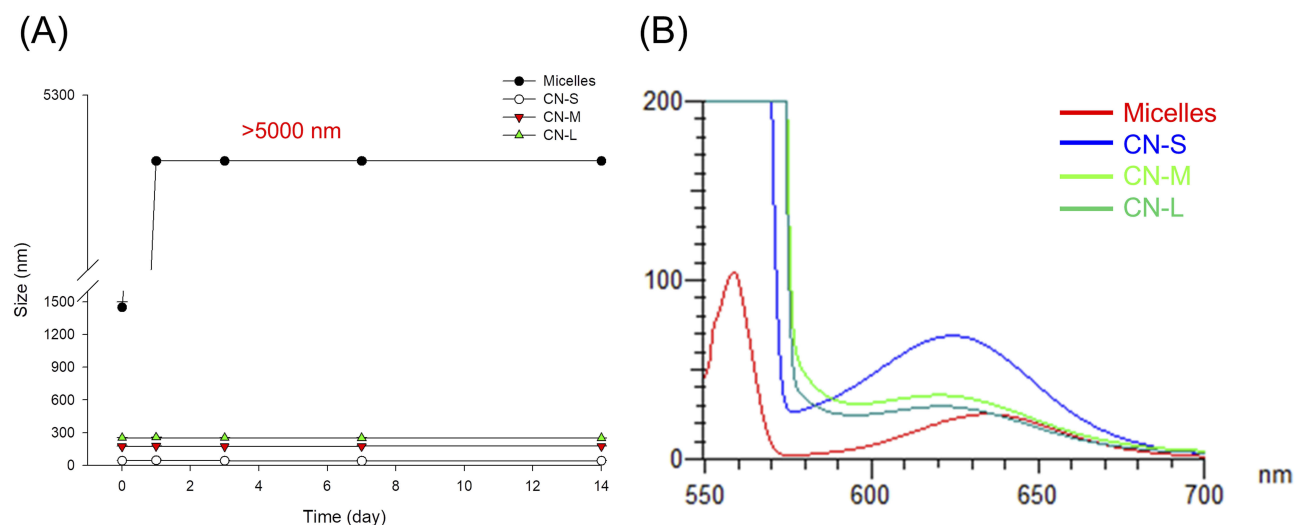 (A)
Micelles
CN-S
CN-M
CN-L
>5000 nm
5300
1500
1200
900
600
300
0
Size (nm)
0 2 4 6 8 10 12 14
Time (day)
(B)
Micelles
CN-S
CN-M
CN-L
200
100
0
550 600 650 700 nm